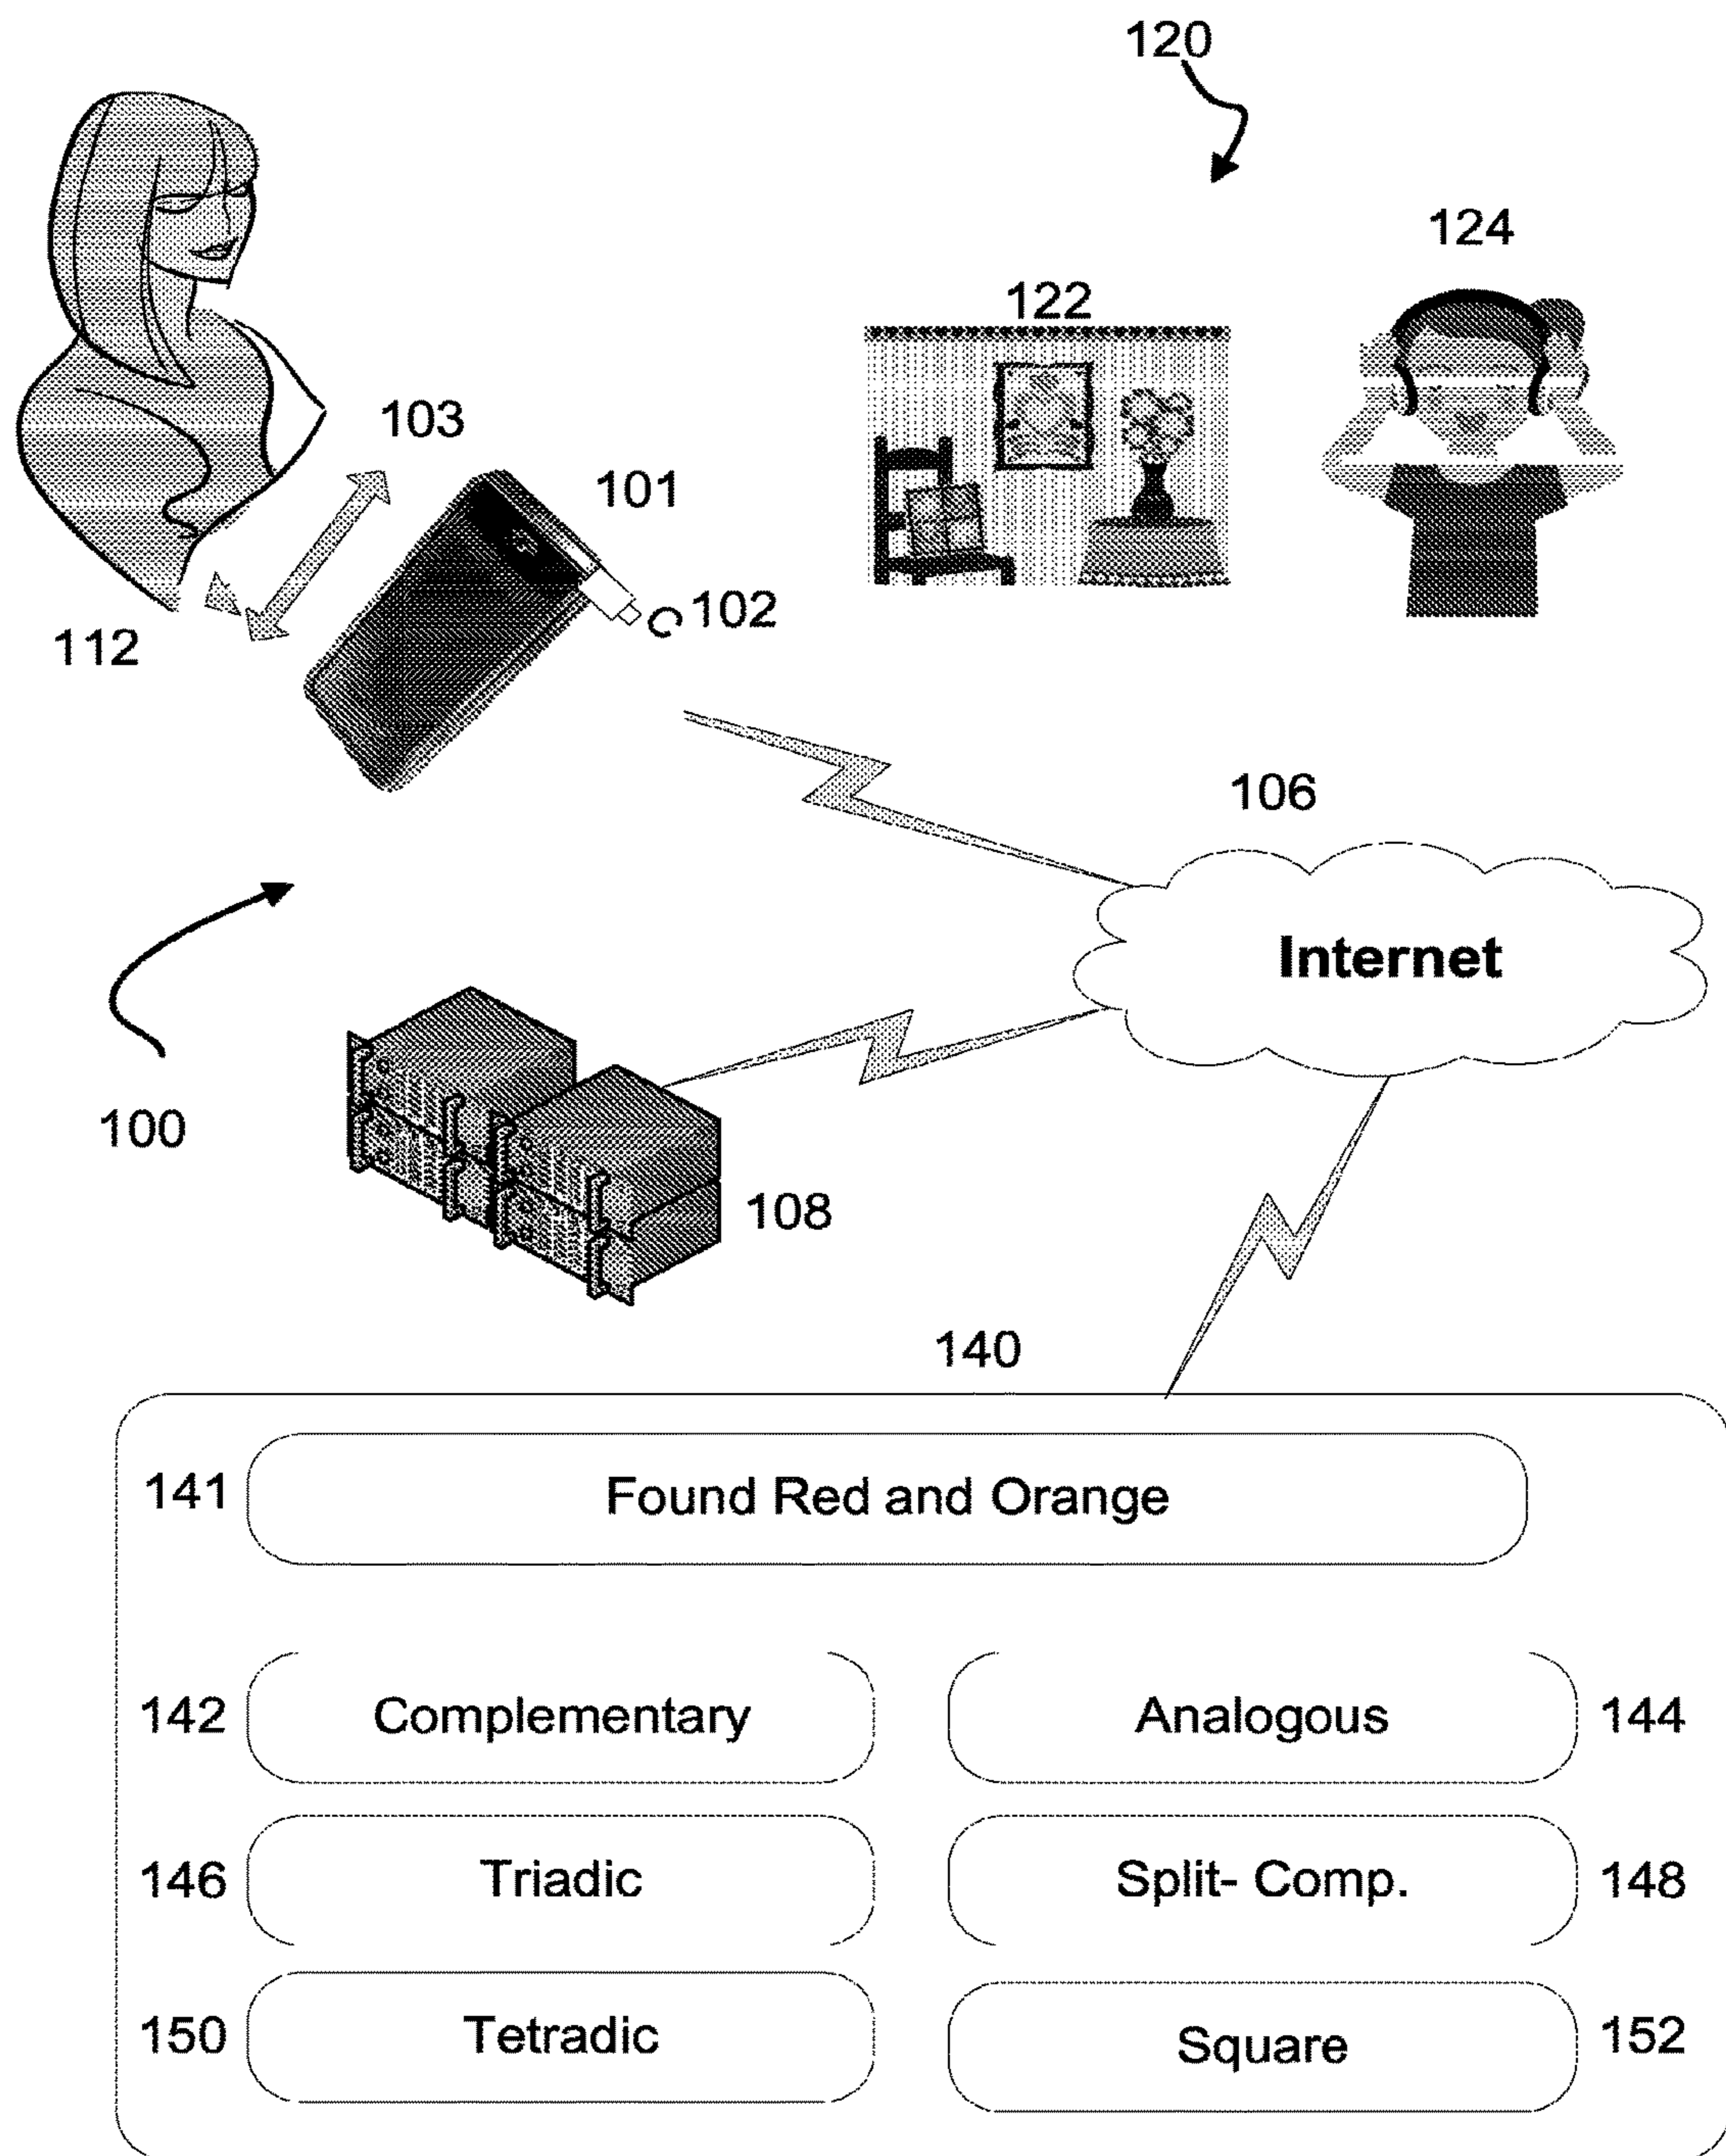 120
124
122
103
101
102
112
106
Internet
100
108
140
141 Found Red and Orange
142 Complementary Analogous 144
146 Triadic Split- Comp. 148
150 Tetradic Square 152